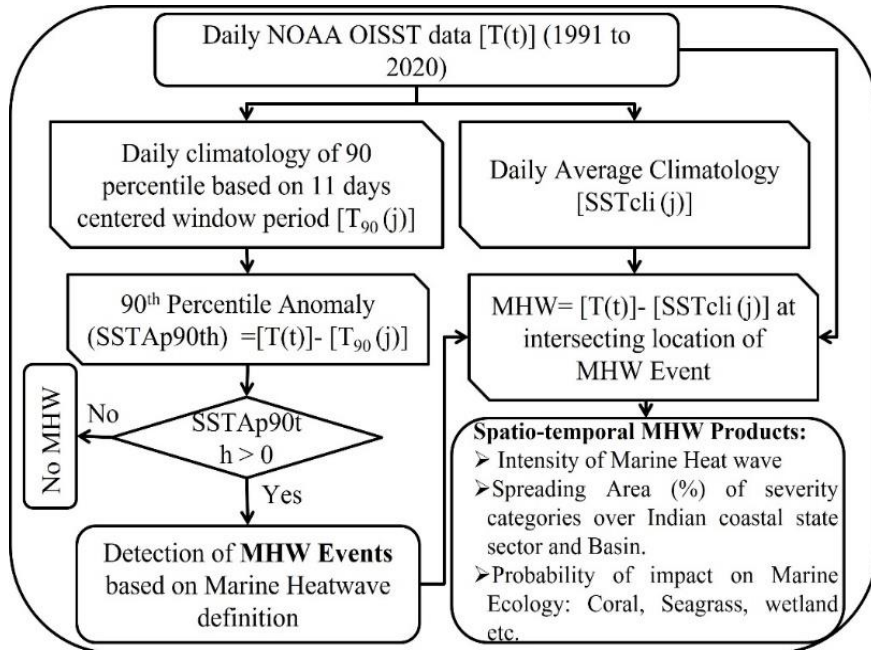 Daily NOAA OISST data [T(t)] (1991 to
2020)
Daily climatology of 90
percentile based on 11 days
centered window period [T₉₀ (j)]
Daily Average Climatology
[SSTcli (j)]
90ᵗʰ Percentile Anomaly
(SSTAp90th) =[T(t)]- [T₉₀ (j)]
MHW= [T(t)]- [SSTcli (j)] at
intersecting location of
MHW Event
No MHW
No
SSTAp90t
h > 0
Yes
Detection of MHW Events
based on Marine Heatwave
definition
Spatio-temporal MHW Products:
➢ Intensity of Marine Heat wave
➢Spreading Area (%) of severity
categories over Indian coastal state
sector and Basin.
➢Probability of impact on Marine
Ecology: Coral, Seagrass, wetland
etc.